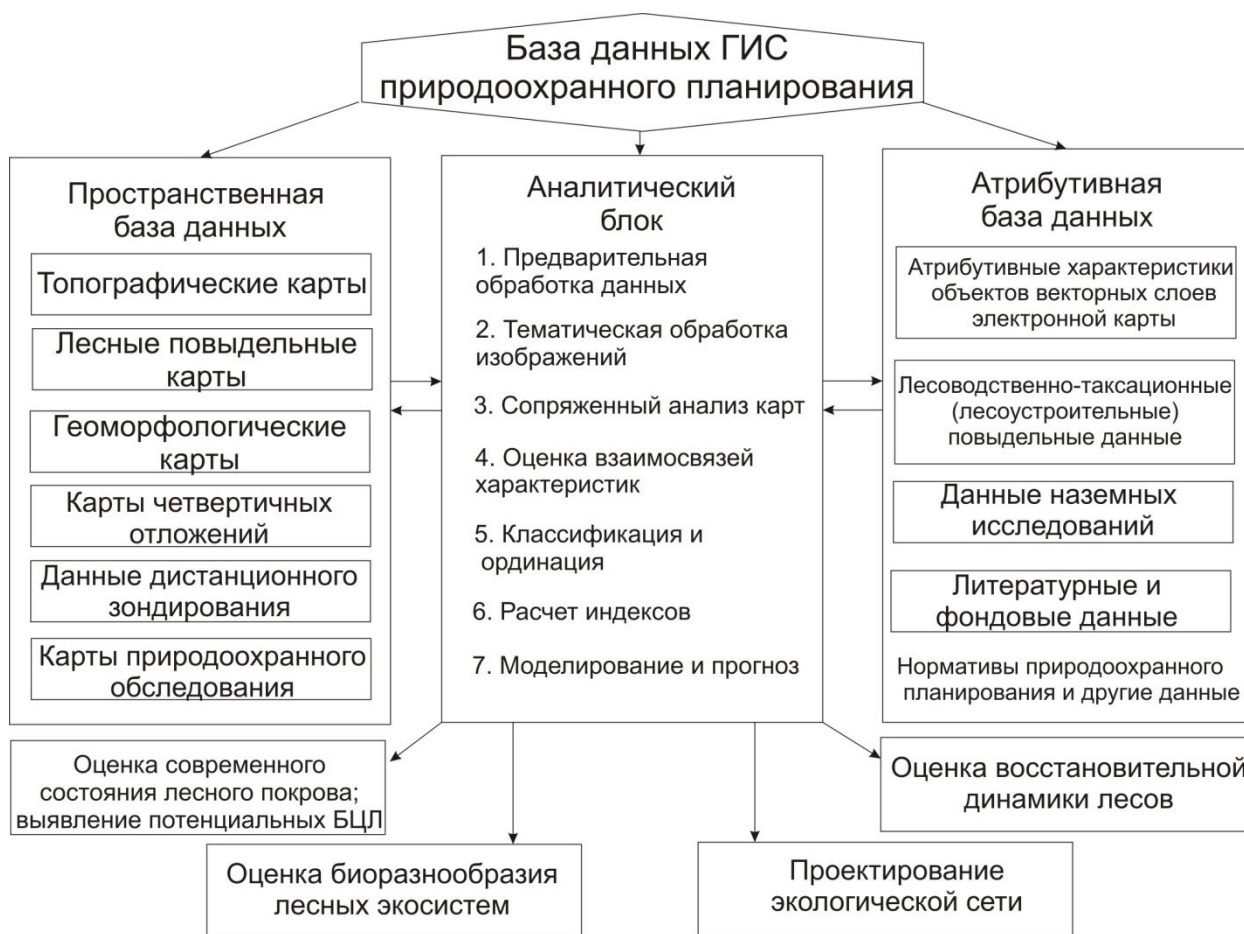 База данных ГИС
природоохранного планирования
Пространственная
база данных
Топографические карты
Лесные повыдельные
карты
Геоморфологические
карты
Карты четвертичных
отложений
Данные дистанционного
зондирования
Карты природоохранного
обследования
Аналитический
блок
1. Предварительная
обработка данных
2. Тематическая обработка
изображений
3. Сопряженный анализ карт
4. Оценка взаимосвязей
характеристик
5. Классификация и
ординация
6. Расчет индексов
7. Моделирование и прогноз
Атрибутивная
база данных
Атрибутивные характеристики
объектов векторных слоев
электронной карты
Лесоводственно-таксационные
(лесоустроительные)
повыдельные данные
Данные наземных
исследований
Литературные и
фондовые данные
Нормативы природоохранного
планирования и другие данные
Оценка современного
состояния лесного покрова;
выявление потенциальных БЦЛ
Оценка биоразнообразия
лесных экосистем
Проектирование
экологической сети
Оценка восстановительной
динамики лесов